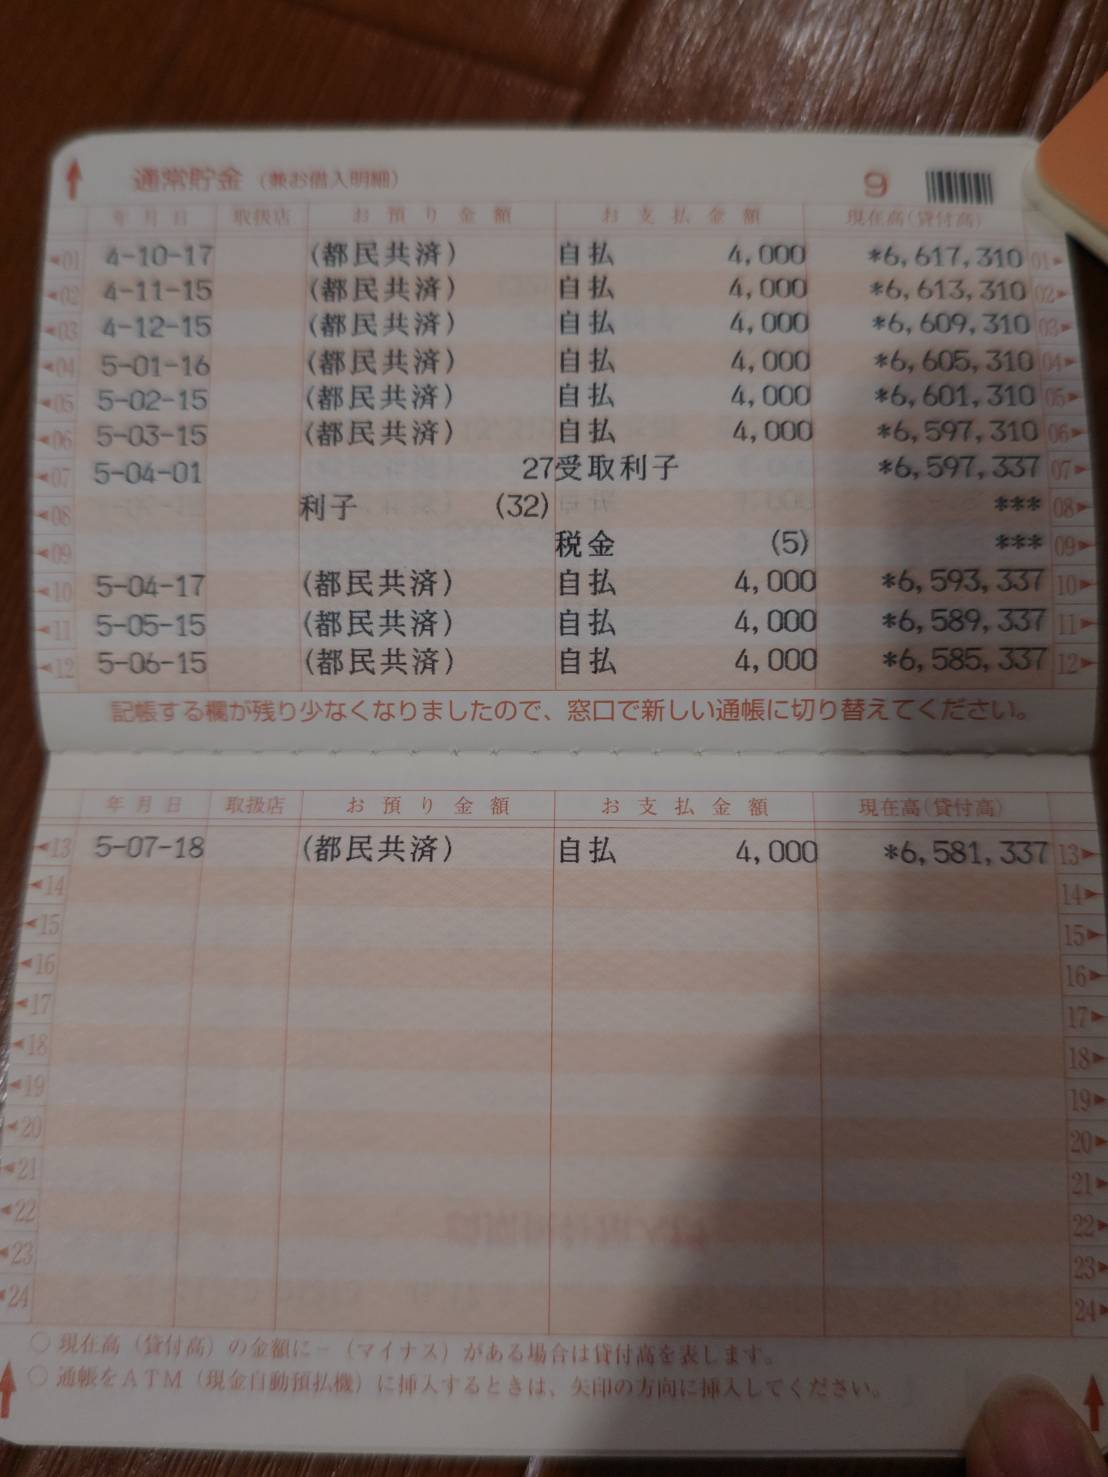 通常貯金 (兼お借入明細) 9
年月日 取扱店 お預り金額 お支払金額 現在高(貸付高)
01 4-10-17 (都民共済) 自払 4,000 *6,617,310 01
02 4-11-15 (都民共済) 自払 4,000 *6,613,310 02
03 4-12-15 (都民共済) 自払 4,000 *6,609,310 03
04 5-01-16 (都民共済) 自払 4,000 *6,605,310 04
05 5-02-15 (都民共済) 自払 4,000 *6,601,310 05
06 5-03-15 (都民共済) 自払 4,000 *6,597,310 06
07 5-04-01 27受取利子 *6,597,337 07
08 利子 (32) *** 08
09 税金 (5) *** 09
10 5-04-17 (都民共済) 自払 4,000 *6,593,337 10
11 5-05-15 (都民共済) 自払 4,000 *6,589,337 11
12 5-06-15 (都民共済) 自払 4,000 *6,585,337 12
記帳する欄が残り少なくなりましたので、窓口で新しい通帳に切り替えてください。
年月日 取扱店 お預り金額 お支払金額 現在高(貸付高)
13 5-07-18 (都民共済) 自払 4,000 *6,581,337 13
14 14
15 15
16 16
17 17
18 18
19 19
20 20
21 21
22 22
23 23
24 24
○ 現在高(貸付高)の金額に-(マイナス)がある場合は貸付高を表します。
○ 通帳をATM(現金自動預払機)に挿入するときは、矢印の方向に挿入してください。